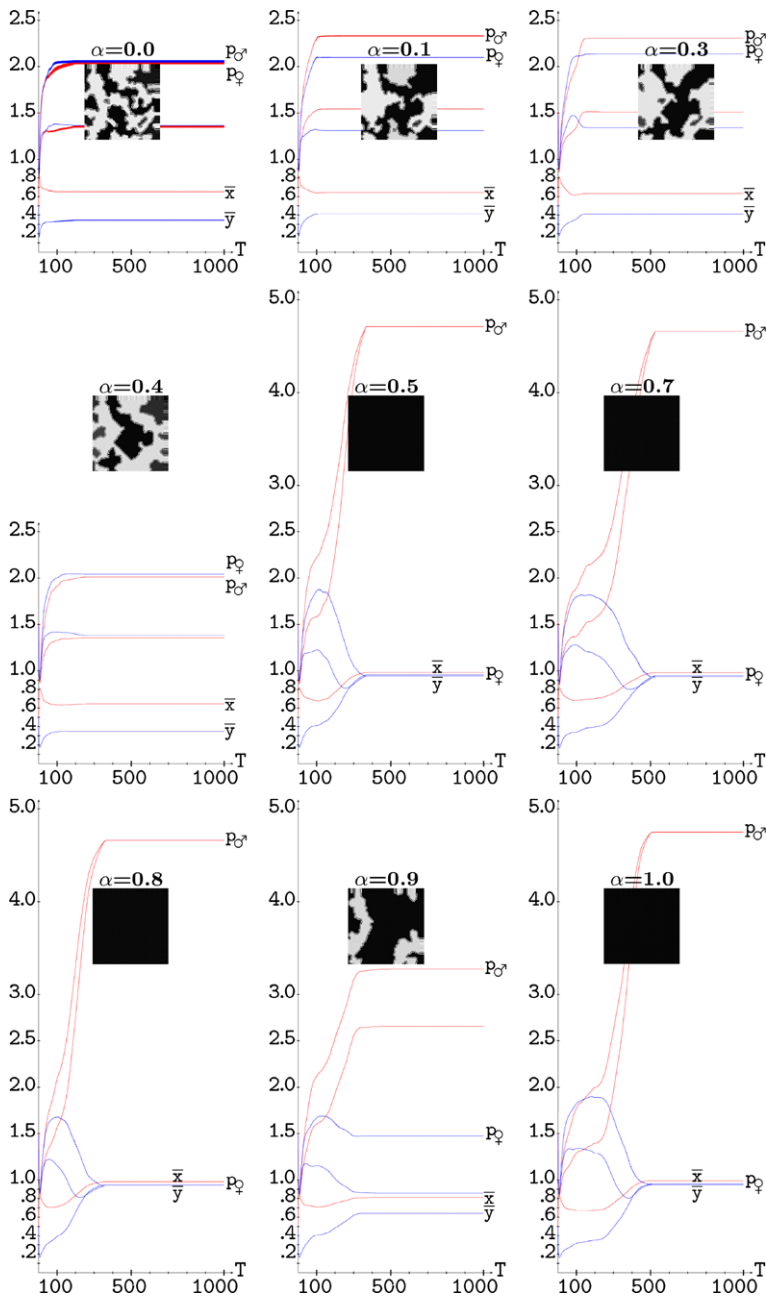 2.5 2.5 2.5
α=0.0 p♂ α=0.1 p♂ α=0.3 p♂
2.0 p♀ 2.0 p♀ 2.0 p♀
1.5 1.5 1.5
1.0 1.0 1.0
.8 .8 .8
.6 x̅ .6 x̅ .6 x̅
.4 y̅ .4 y̅ .4 y̅
.2 .2 .2
T T T
100 500 1000 100 500 1000 100 500 1000
5.0 5.0
p♂ p♂
α=0.4 α=0.5 α=0.7
4.0 4.0
3.0 3.0
2.5 2.5 2.5
p♀
2.0 p♂ 2.0 2.0
1.5 1.5 1.5
1.0 1.0 x̅ p♀ 1.0 x̅ p♀
.8 .8 y̅ .8 y̅
.6 x̅ .6 .6
.4 y̅ .4 .4
.2 .2 .2
T T T
100 500 1000 100 500 1000 100 500 1000
5.0 5.0 5.0
p♂ p♂
α=0.8 α=0.9 α=1.0
4.0 4.0 4.0
p♂
3.0 3.0 3.0
2.5 2.5 2.5
2.0 2.0 2.0
1.5 1.5 p♀ 1.5
1.0 x̅ p♀ 1.0 1.0 x̅ p♀
.8 y̅ .8 x̅ .8 y̅
.6 .6 y̅ .6
.4 .4 .4
.2 .2 .2
T T T
100 500 1000 100 500 1000 100 500 1000